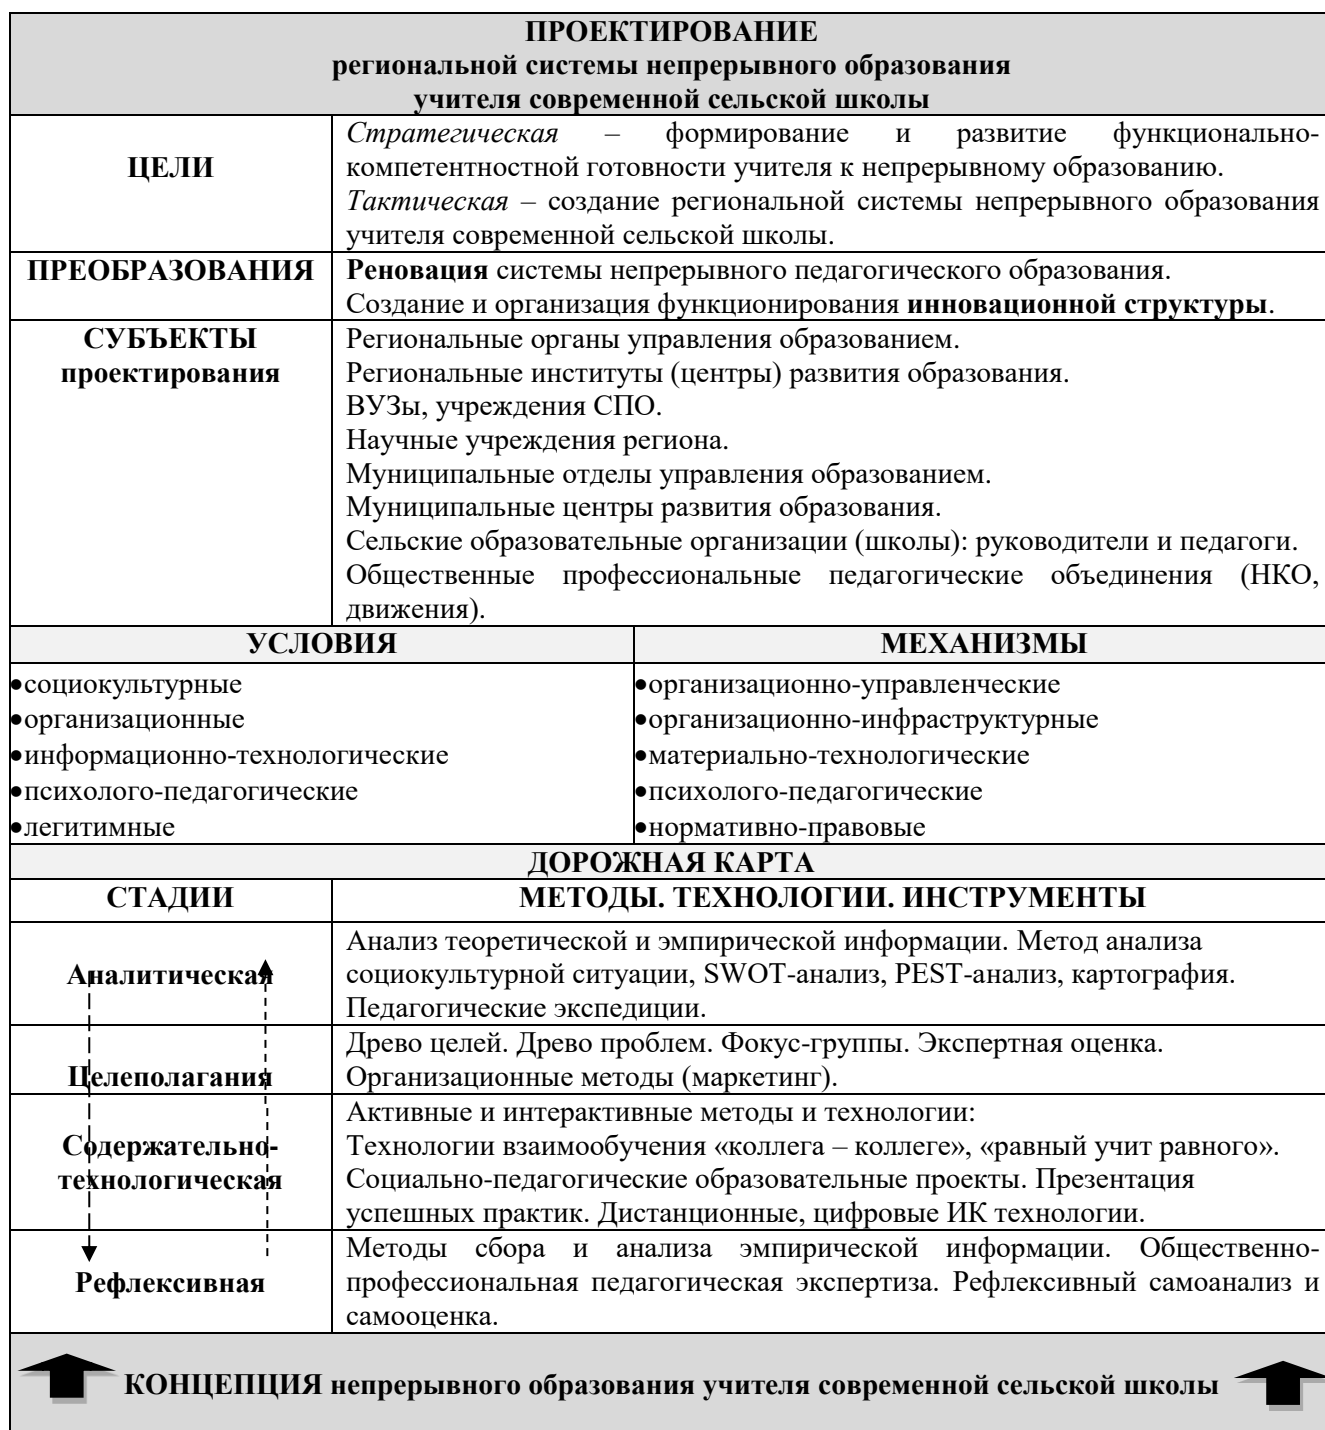 ПРОЕКТИРОВАНИЕ
региональной системы непрерывного образования
учителя современной сельской школы
ЦЕЛИ
Стратегическая – формирование и развитие функционально-
компетентностной готовности учителя к непрерывному образованию.
Тактическая – создание региональной системы непрерывного образования
учителя современной сельской школы.
ПРЕОБРАЗОВАНИЯ
Реновация системы непрерывного педагогического образования.
Создание и организация функционирования инновационной структуры.
СУБЪЕКТЫ
проектирования
Региональные органы управления образованием.
Региональные институты (центры) развития образования.
ВУЗы, учреждения СПО.
Научные учреждения региона.
Муниципальные отделы управления образованием.
Муниципальные центры развития образования.
Сельские образовательные организации (школы): руководители и педагоги.
Общественные профессиональные педагогические объединения (НКО,
движения).
УСЛОВИЯ
•социокультурные
•организационные
•информационно-технологические
•психолого-педагогические
•легитимные
МЕХАНИЗМЫ
•организационно-управленческие
•организационно-инфраструктурные
•материально-технологические
•психолого-педагогические
•нормативно-правовые
ДОРОЖНАЯ КАРТА
СТАДИИ
МЕТОДЫ. ТЕХНОЛОГИИ. ИНСТРУМЕНТЫ
Аналитическая
Анализ теоретической и эмпирической информации. Метод анализа
социокультурной ситуации, SWOT-анализ, PEST-анализ, картография.
Педагогические экспедиции.
Целеполагания
Древо целей. Древо проблем. Фокус-группы. Экспертная оценка.
Организационные методы (маркетинг).
Содержательно-
технологическая
Активные и интерактивные методы и технологии:
Технологии взаимообучения «коллега – коллеге», «равный учит равного».
Социально-педагогические образовательные проекты. Презентация
успешных практик. Дистанционные, цифровые ИК технологии.
Рефлексивная
Методы сбора и анализа эмпирической информации. Общественно-
профессиональная педагогическая экспертиза. Рефлексивный самоанализ и
самооценка.
КОНЦЕПЦИЯ непрерывного образования учителя современной сельской школы